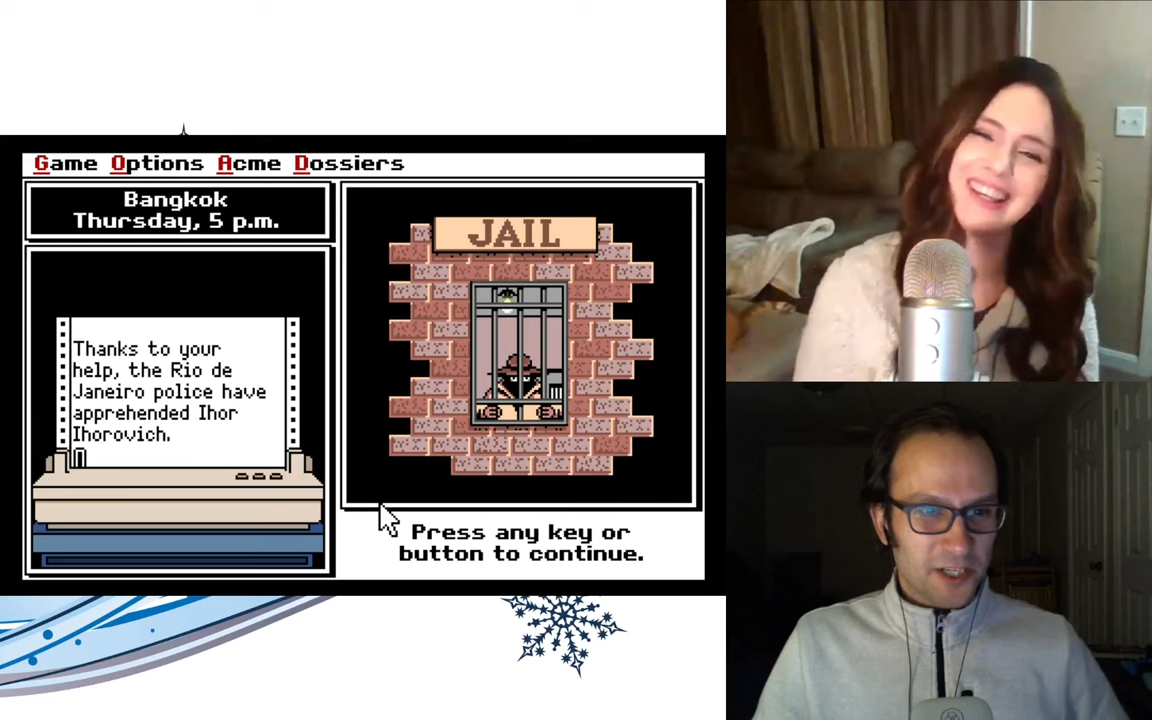 Game Options Acme Dossiers
Bangkok
Thursday, 5 p.m.
Thanks to your
help, the Rio de
Janeiro police have
apprehended Ihor
Ihorovich.
JAIL
Press any key or
button to continue.